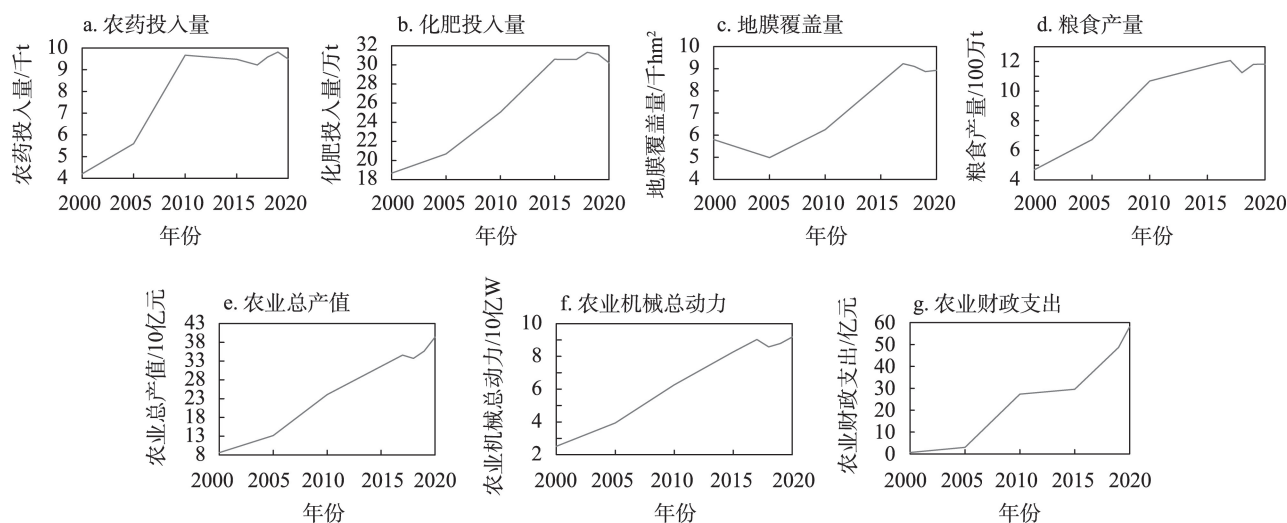 a. 农药投入量
农药投入量/千t
10
9
8
7
6
5
4
2000 2005 2010 2015 2020
年份
b. 化肥投入量
化肥投入量/万t
32
30
28
26
24
22
20
18
2000 2005 2010 2015 2020
年份
c. 地膜覆盖量
地膜覆盖量/千hm²
10
9
8
7
6
5
4
2000 2005 2010 2015 2020
年份
d. 粮食产量
粮食产量/100万t
12
11
10
9
8
7
6
5
4
2000 2005 2010 2015 2020
年份
e. 农业总产值
农业总产值/10亿元
43
38
33
28
23
18
13
8
2000 2005 2010 2015 2020
年份
f. 农业机械总动力
农业机械总动力/10亿W
10
8
6
4
2
2000 2005 2010 2015 2020
年份
g. 农业财政支出
农业财政支出/亿元
60
50
40
30
20
10
0
2000 2005 2010 2015 2020
年份